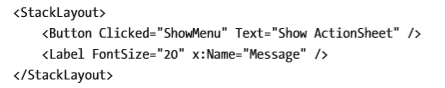 <StackLayout>
    <Button Clicked="ShowMenu" Text="Show ActionSheet" />
    <Label FontSize="20" x:Name="Message" />
</StackLayout>